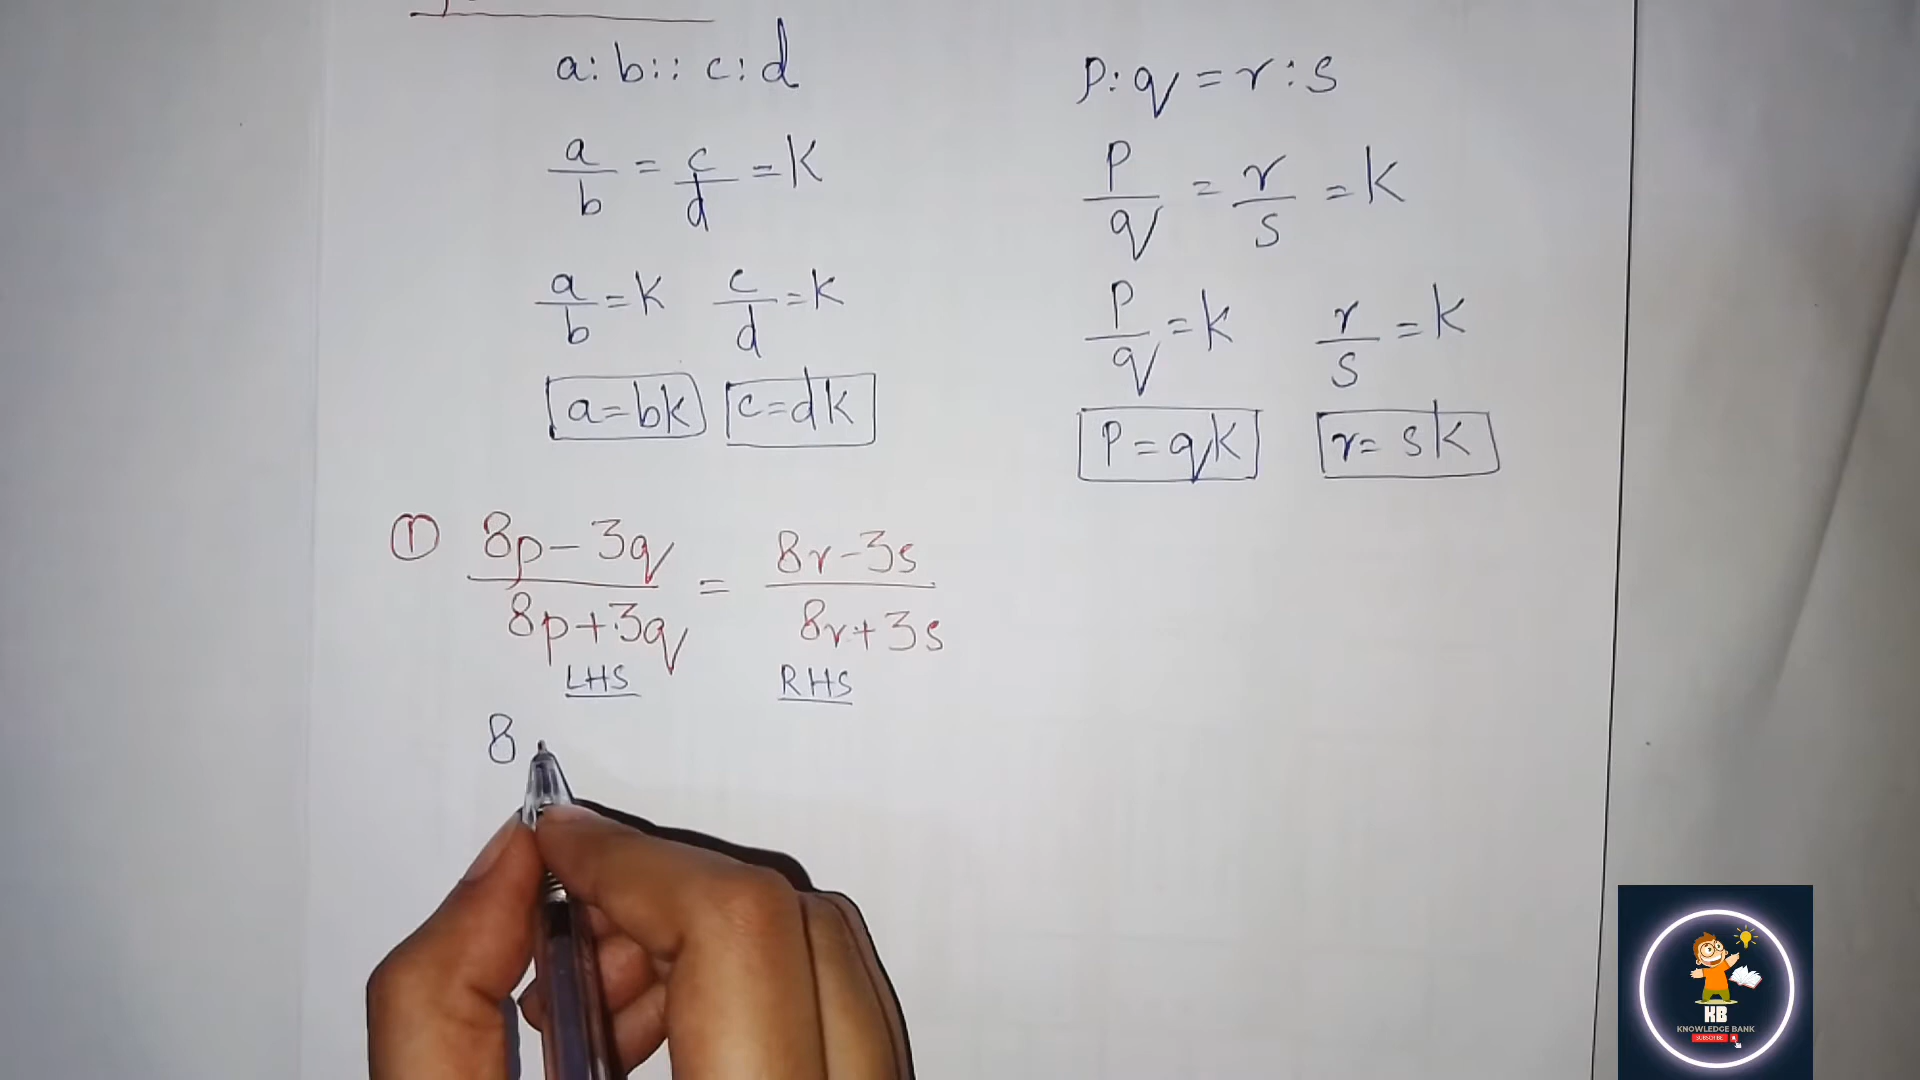 a:b::c:d
a/b = c/d = K
a/b = K c/d = K
a=bK c=dK
P:q = r:s
P/q = r/s = K
P/q = K r/s = K
P = qK r = sK
① (8p-3q)/(8p+3q) = (8r-3s)/(8r+3s)
LHS RHS
8
KB
KNOWLEDGE BANK
SUBSCRIBE